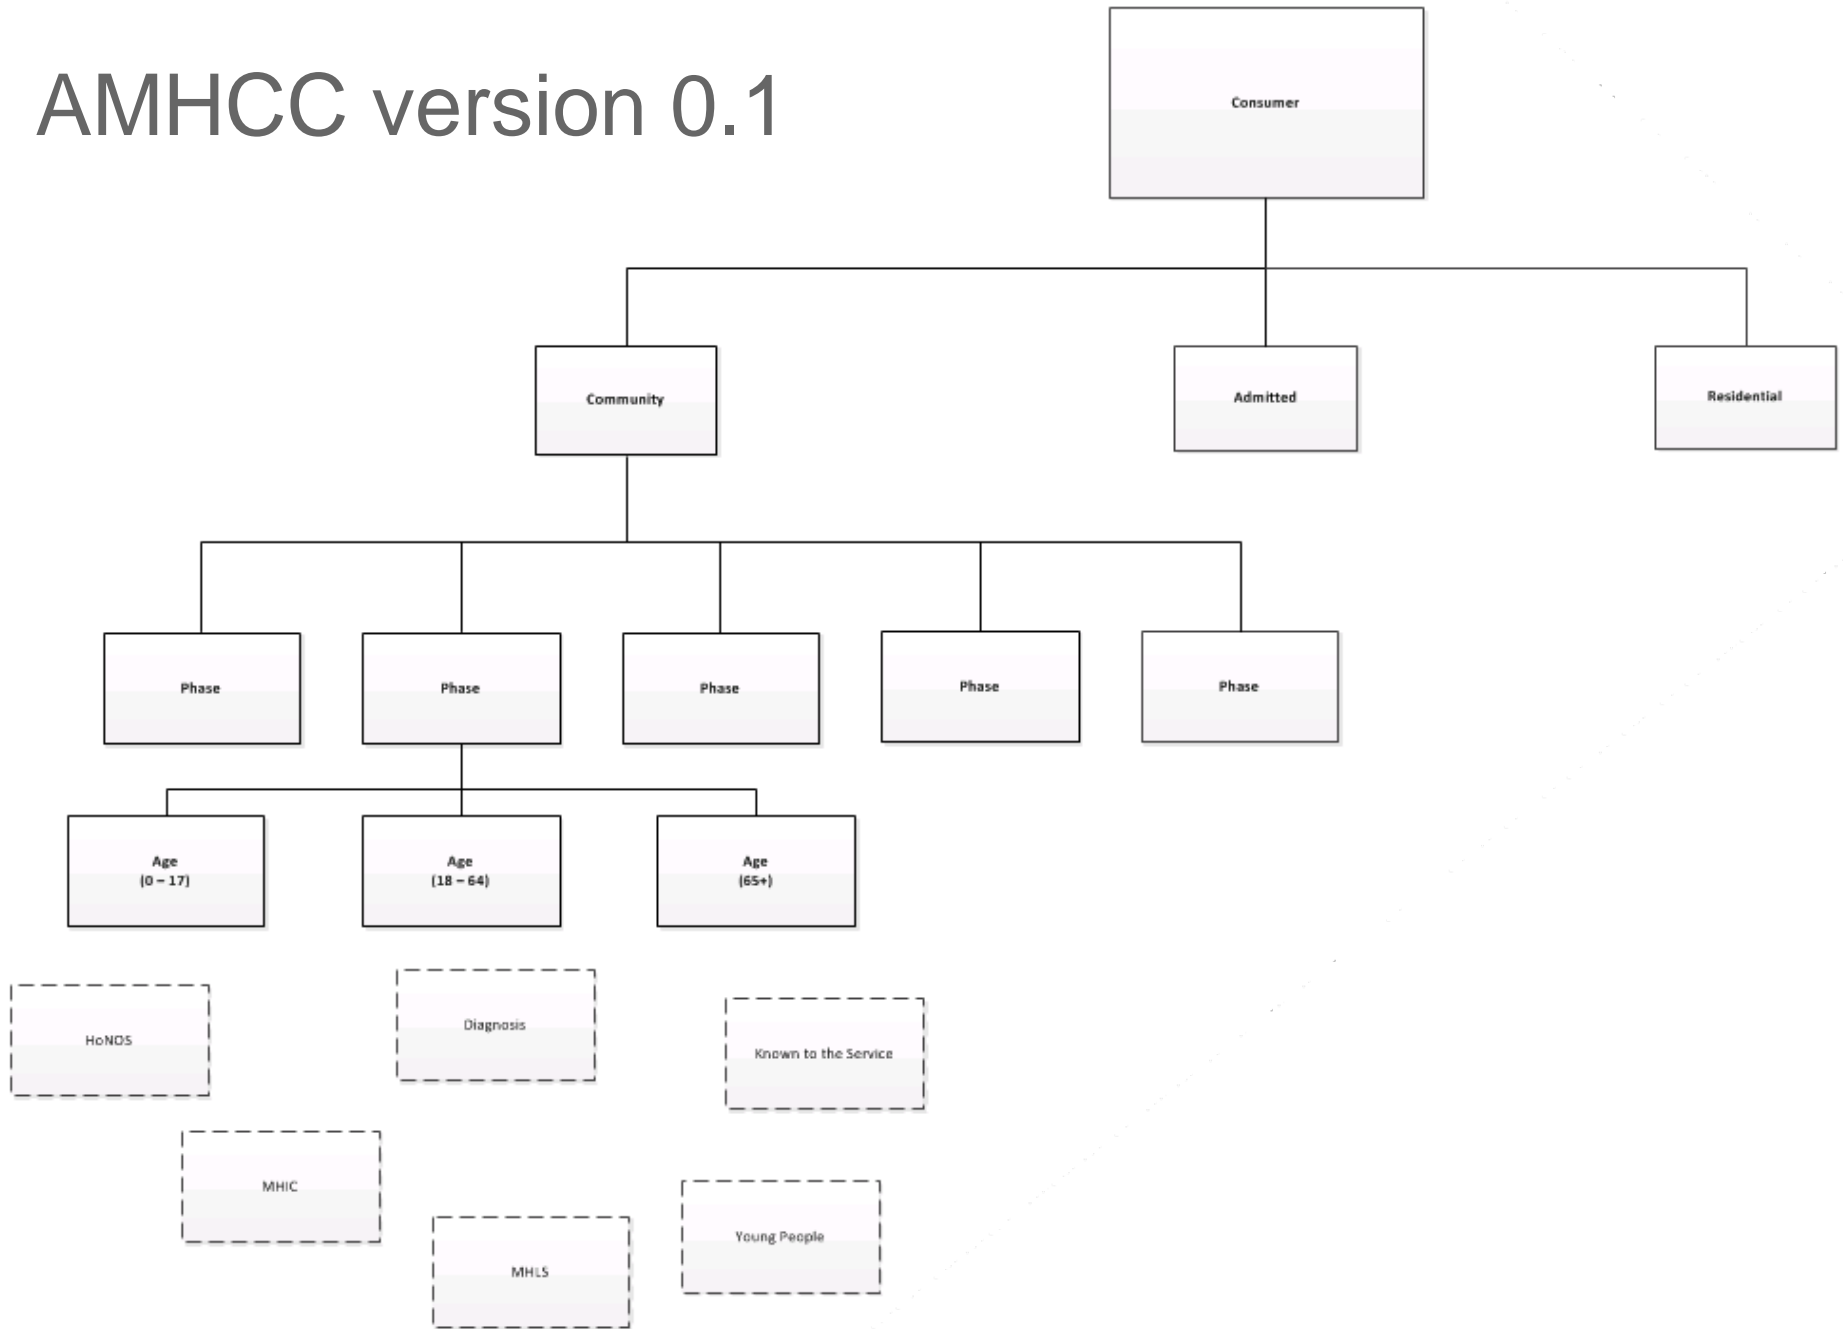 AMHCC version 0.1
Consumer
Community
Admitted
Residential
Phase
Phase
Phase
Phase
Phase
Age
(0 – 17)
Age
(18 – 64)
Age
(65+)
HoNOS
Diagnosis
Known to the Service
MHIC
MHLS
Young People